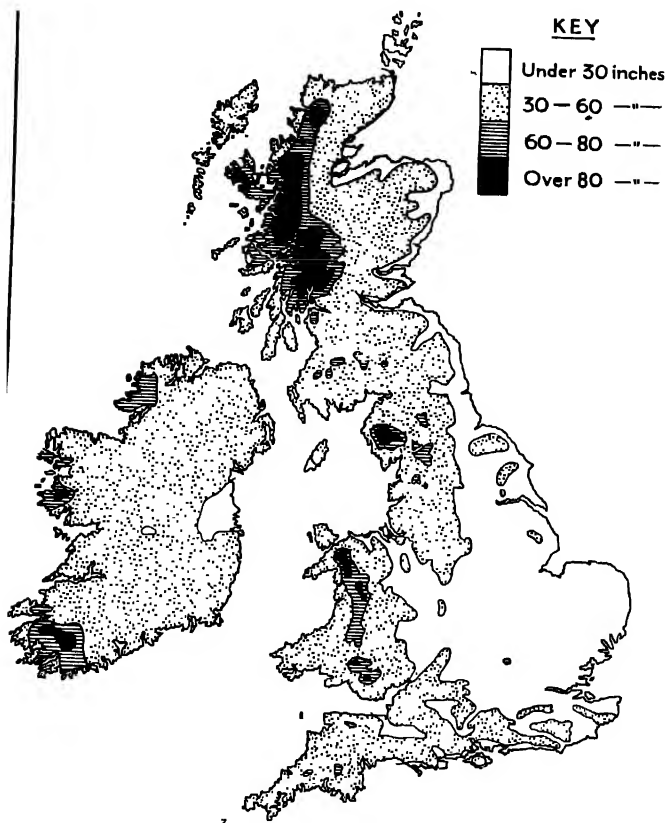 KEY
Under 30 inches
30 – 60 —"—
60 – 80 —"—
Over 80 —"—